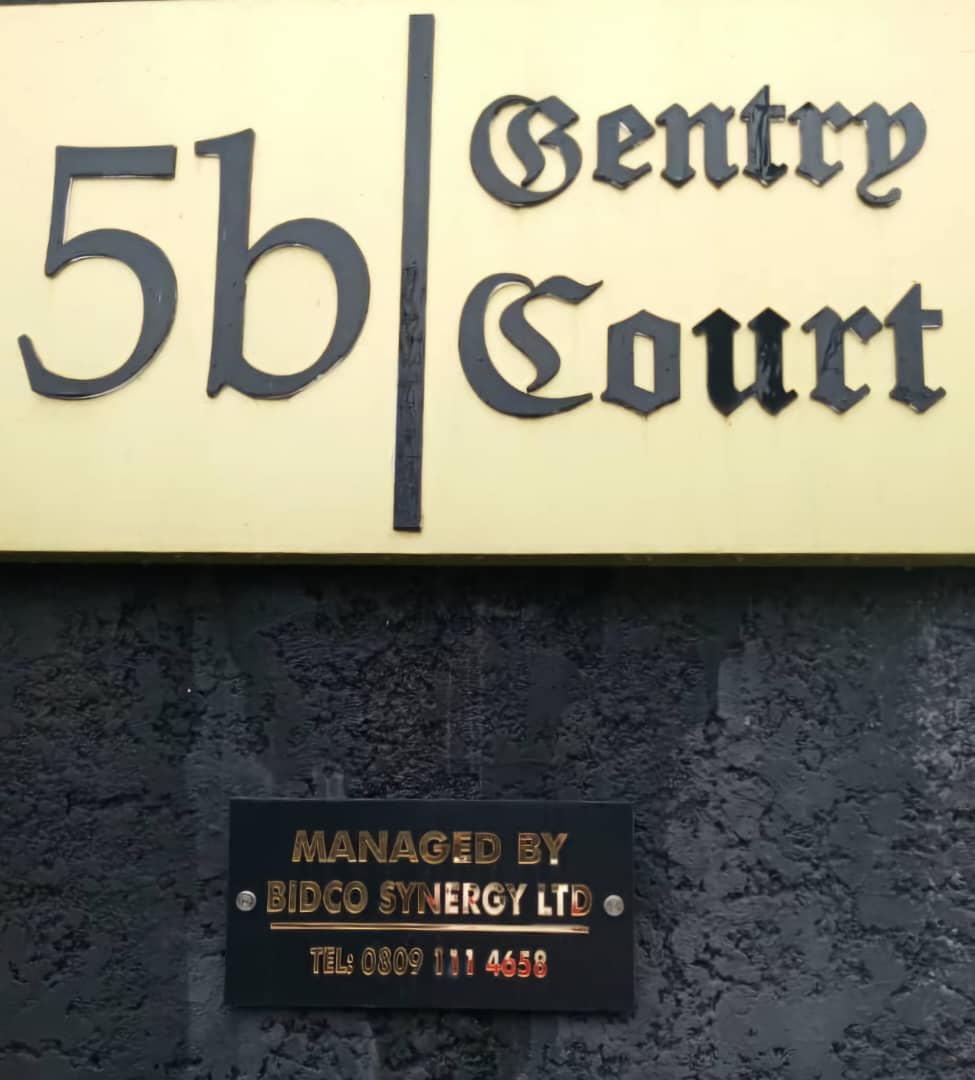 5b
Gentry
Court
MANAGED BY
BIDCO SYNERGY LTD
TEL: 0809 111 4658